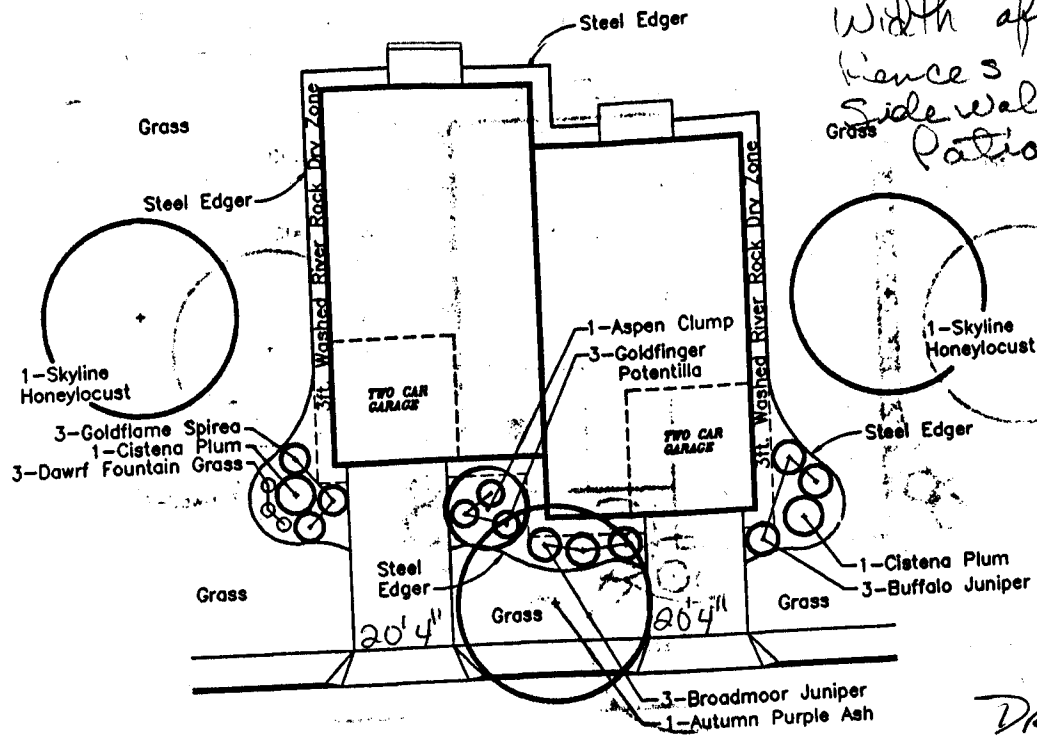 Steel Edger
Width of
Fences
Sidewal
Patio
Grass
Grass
Steel Edger
3ft. Washed River Rock Dry Zone
3ft. Washed River Rock Dry Zone
1-Skyline
Honeylocust
1-Aspen Clump
3-Goldfinger
Potentilla
1-Skyline
Honeylocust
TWO CAR
GARAGE
TWO CAR
GARAGE
3-Goldflame Spirea
1-Cistena Plum
3-Dawrf Fountain Grass
Steel Edger
Steel
Edger
1-Cistena Plum
3-Buffalo Juniper
Grass
Grass
Grass
20'4"
20'4"
3-Broadmoor Juniper
1-Autumn Purple Ash